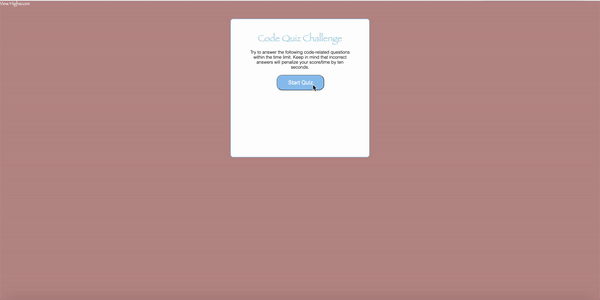 View Highscores
Code Quiz Challenge
Try to answer the following code-related questions
within the time limit. Keep in mind that incorrect
answers will penalize your score/time by ten
seconds.
Start Quiz